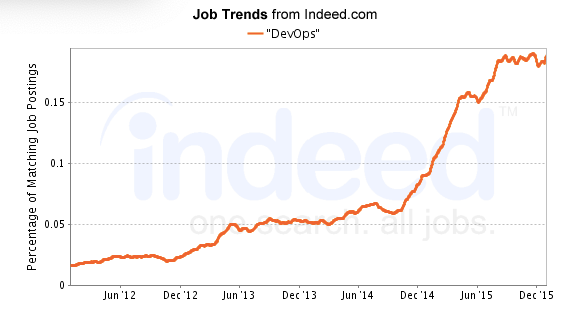 Job Trends from Indeed.com
"DevOps"
Percentage of Matching Job Postings
0.15
0.1
0.05
0
indeed™
one search. all jobs.
Jun '12 Dec '12 Jun '13 Dec '13 Jun '14 Dec '14 Jun '15 Dec '15